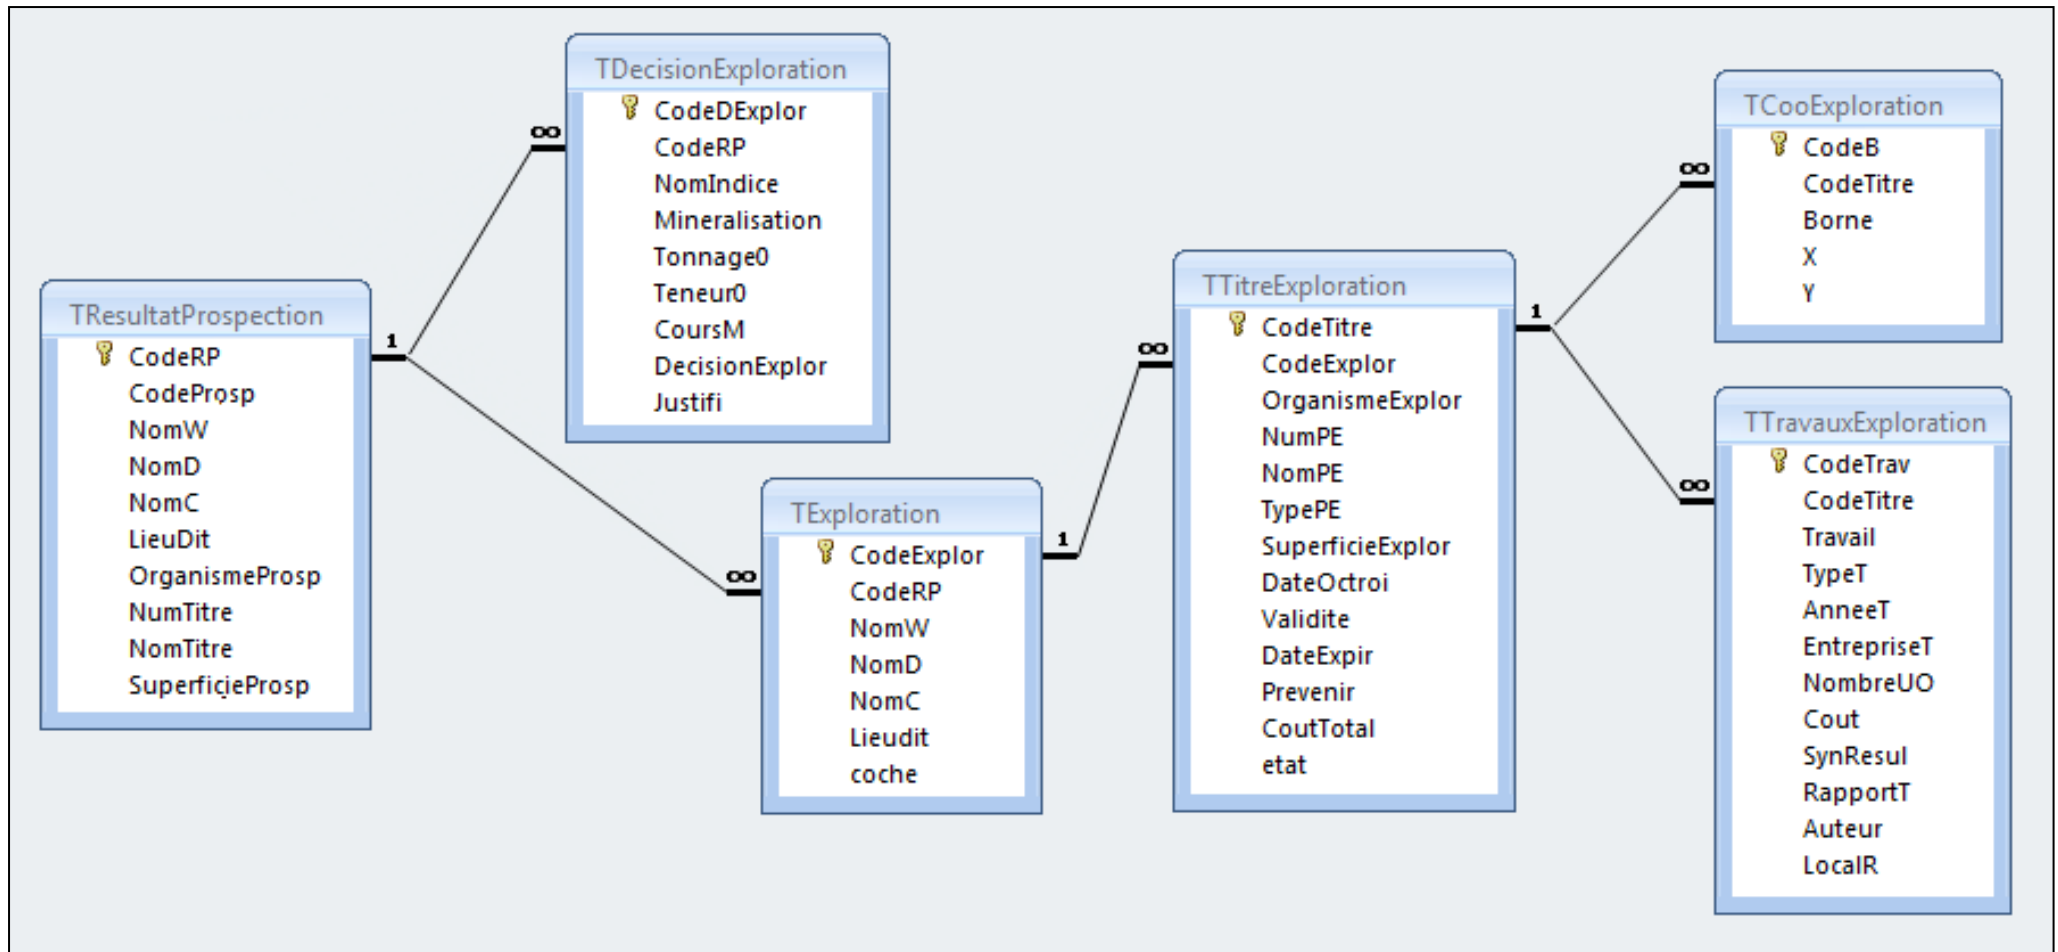 TResultatProspection
CodeRP
CodeProsp
NomW
NomD
NomC
LieuDit
OrganismeProsp
NumTitre
NomTitre
SuperficieProsp
1
∞
∞
TDecisionExploration
CodeDExplor
CodeRP
NomIndice
Mineralisation
Tonnage0
Teneur0
CoursM
DecisionExplor
Justifi
TExploration
CodeExplor
CodeRP
NomW
NomD
NomC
Lieudit
coche
1
∞
TTitreExploration
CodeTitre
CodeExplor
OrganismeExplor
NumPE
NomPE
TypePE
SuperficieExplor
DateOctroi
Validite
DateExpir
Prevenir
CoutTotal
etat
1
∞
∞
TCooExploration
CodeB
CodeTitre
Borne
X
Y
TTravauxExploration
CodeTrav
CodeTitre
Travail
TypeT
AnneeT
EntrepriseT
NombreUO
Cout
SynResul
RapportT
Auteur
LocalR